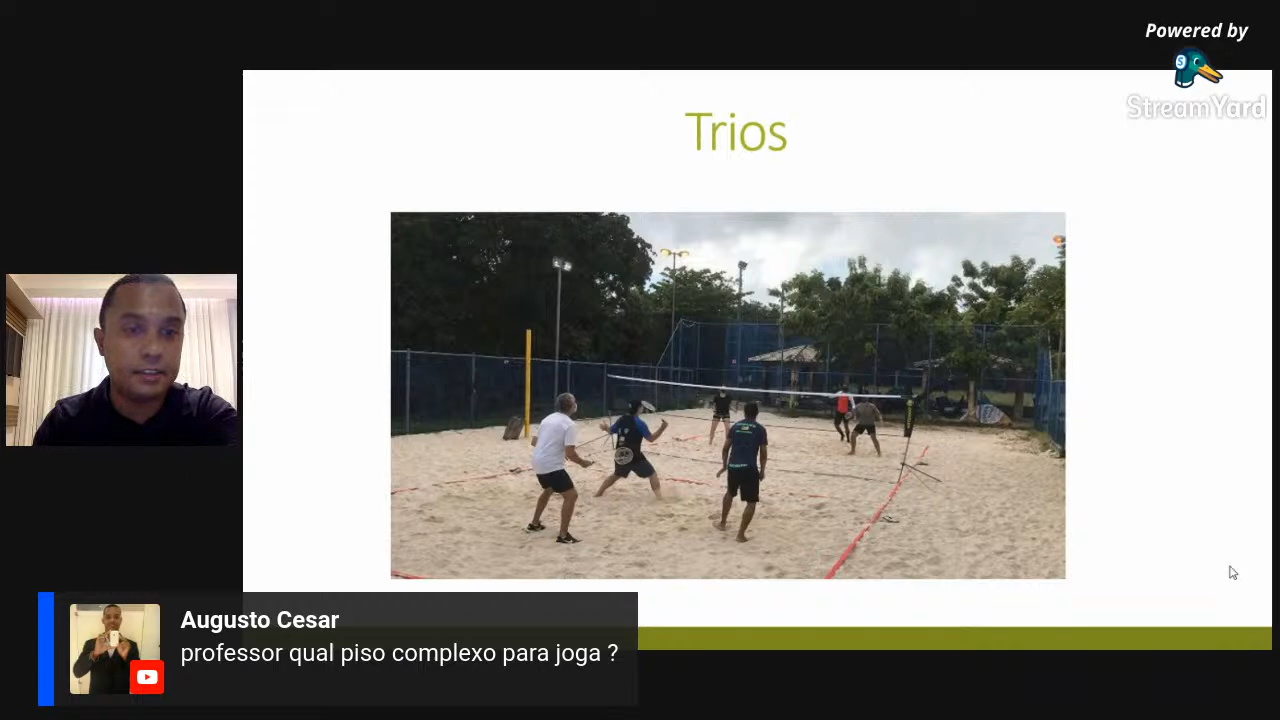 Powered by
StreamYard
Trios
Augusto Cesar
professor qual piso complexo para joga ?